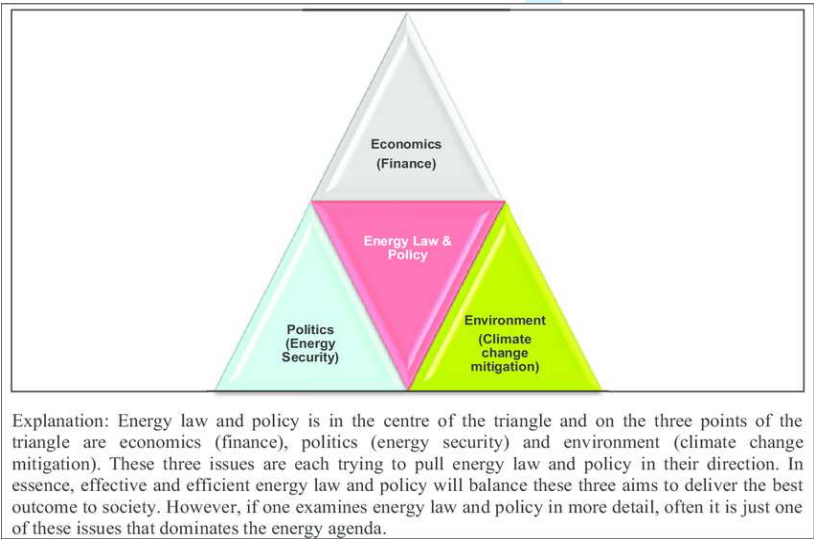 Economics
(Finance)
Energy Law &
Policy
Politics
(Energy
Security)
Environment
(Climate
change
mitigation)
Explanation: Energy law and policy is in the centre of the triangle and on the three points of the
triangle are economics (finance), politics (energy security) and environment (climate change
mitigation). These three issues are each trying to pull energy law and policy in their direction. In
essence, effective and efficient energy law and policy will balance these three aims to deliver the best
outcome to society. However, if one examines energy law and policy in more detail, often it is just one
of these issues that dominates the energy agenda.